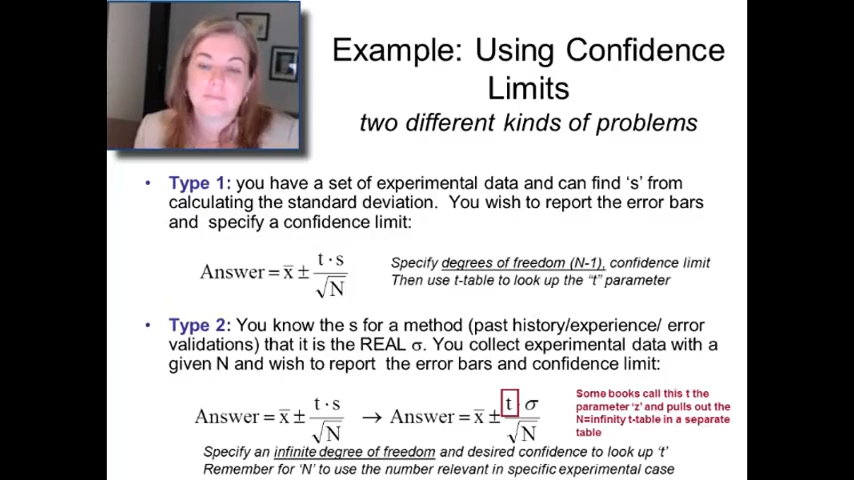 Example: Using Confidence
Limits
two different kinds of problems
• Type 1: you have a set of experimental data and can find ‘s’ from
calculating the standard deviation. You wish to report the error bars
and specify a confidence limit:
Answer = x̄ ± t · s / √N
Specify degrees of freedom (N-1), confidence limit
Then use t-table to look up the “t” parameter
• Type 2: You know the s for a method (past history/experience/ error
validations) that it is the REAL σ. You collect experimental data with a
given N and wish to report the error bars and confidence limit:
Answer = x̄ ± t · s / √N → Answer = x̄ ± t · σ / √N
Some books call this t the
parameter ‘z’ and pulls out the
N=infinity t-table in a separate
table
Specify an infinite degree of freedom and desired confidence to look up ‘t’
Remember for ‘N’ to use the number relevant in specific experimental case